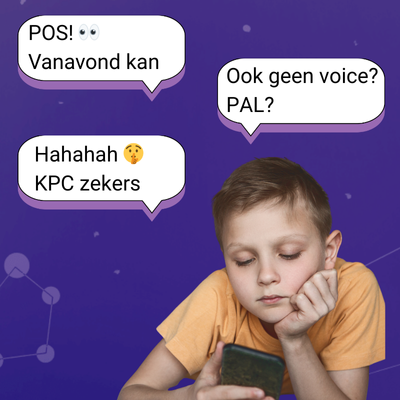 POS! 👀
Vanavond kan
Ook geen voice?
PAL?
Hahahah 🤫
KPC zekers